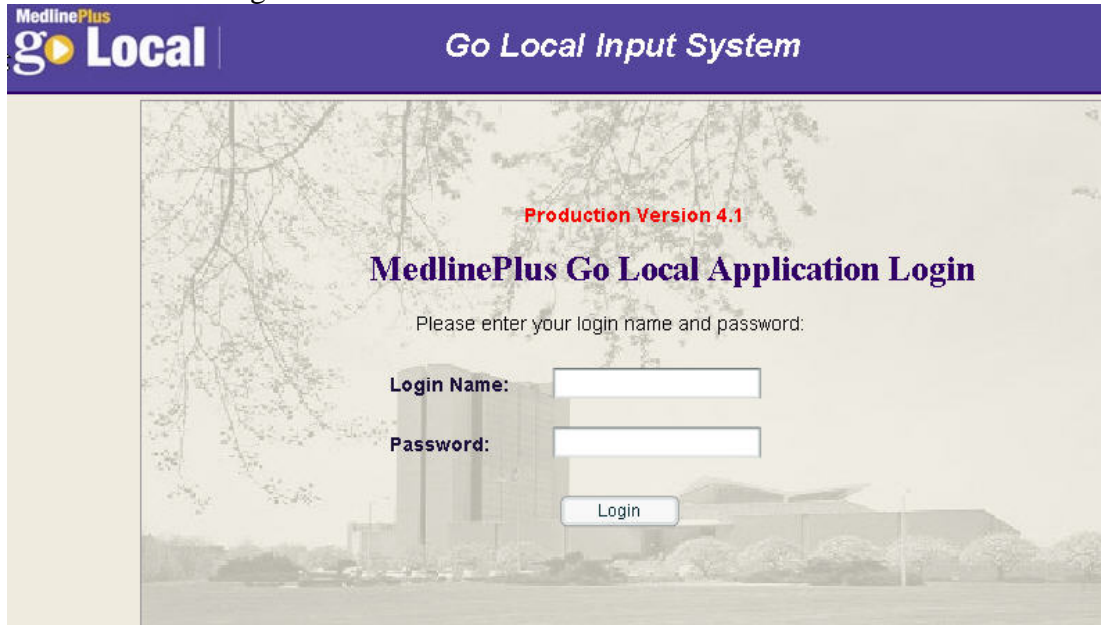 MedlinePlus
go Local
Go Local Input System
Production Version 4.1
MedlinePlus Go Local Application Login
Please enter your login name and password:
Login Name:
Password:
Login